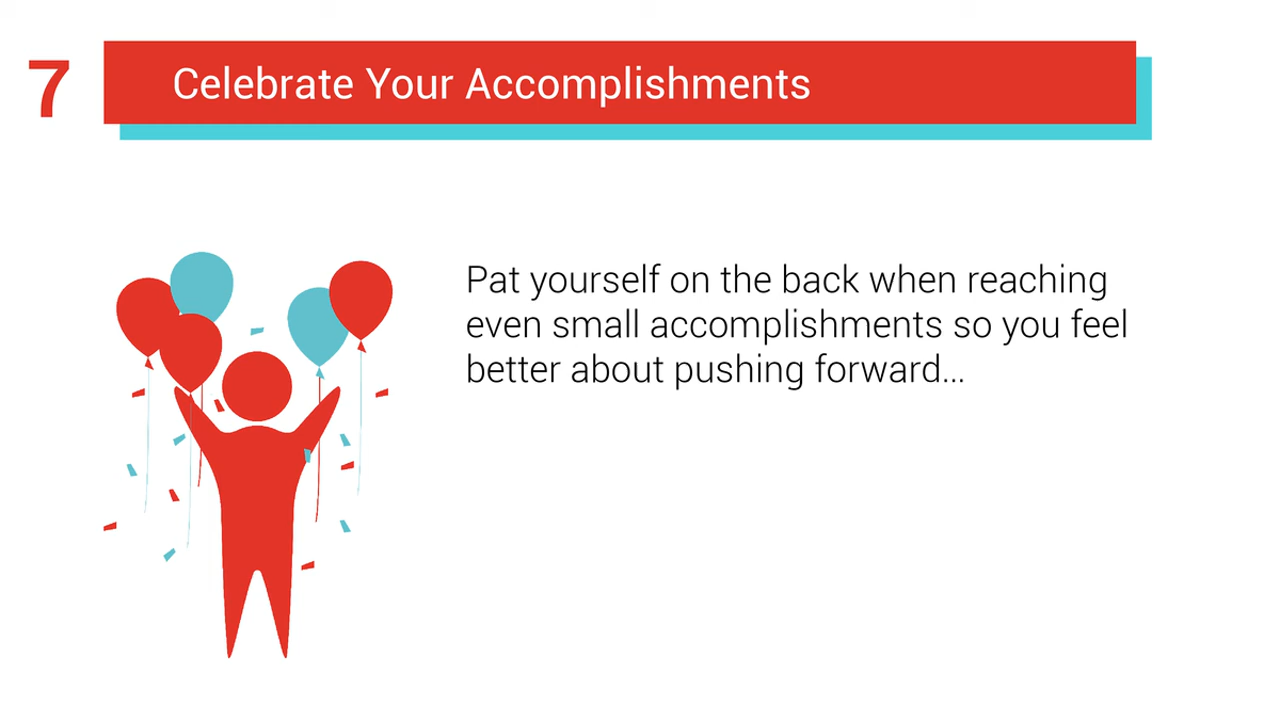 7
Celebrate Your Accomplishments
Pat yourself on the back when reaching
even small accomplishments so you feel
better about pushing forward...